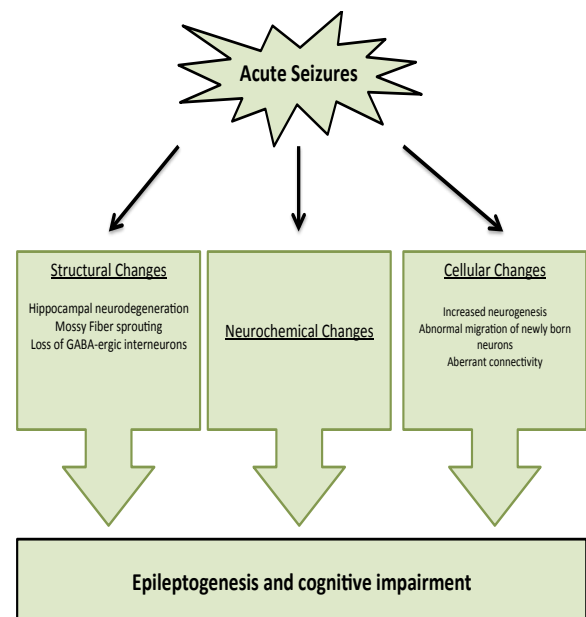 Acute Seizures
Structural Changes
Hippocampal neurodegeneration
Mossy Fiber sprouting
Loss of GABA-ergic interneurons
Neurochemical Changes
Cellular Changes
Increased neurogenesis
Abnormal migration of newly born
neurons
Aberrant connectivity
Epileptogenesis and cognitive impairment